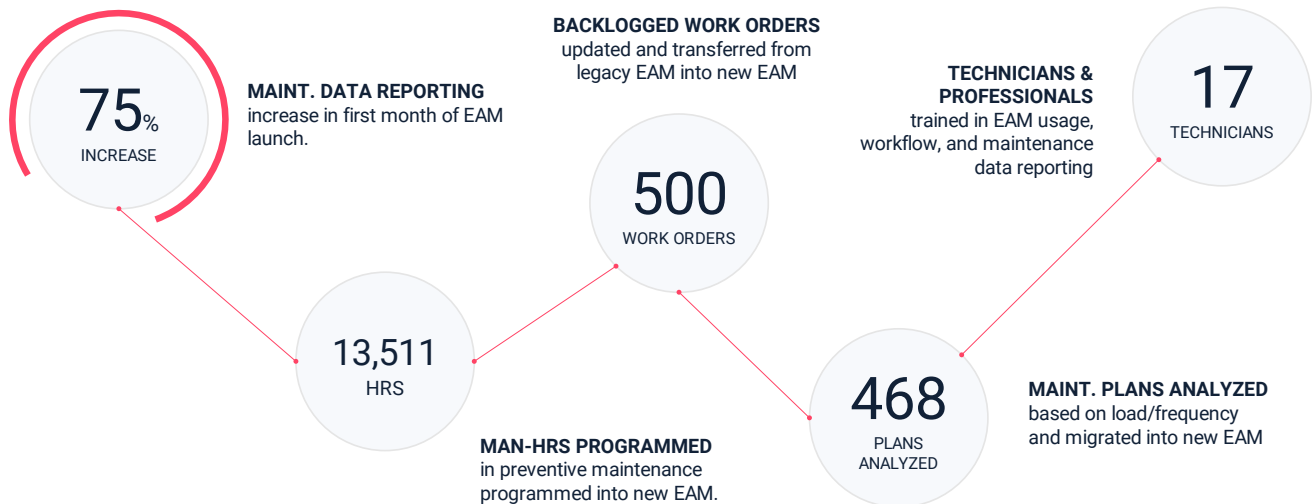 75%
INCREASE
MAINT. DATA REPORTING
increase in first month of EAM
launch.
13,511
HRS
MAN-HRS PROGRAMMED
in preventive maintenance
programmed into new EAM.
BACKLOGGED WORK ORDERS
updated and transferred from
legacy EAM into new EAM
500
WORK ORDERS
468
PLANS
ANALYZED
MAINT. PLANS ANALYZED
based on load/frequency
and migrated into new EAM
TECHNICIANS &
PROFESSIONALS
trained in EAM usage,
workflow, and maintenance
data reporting
17
TECHNICIANS